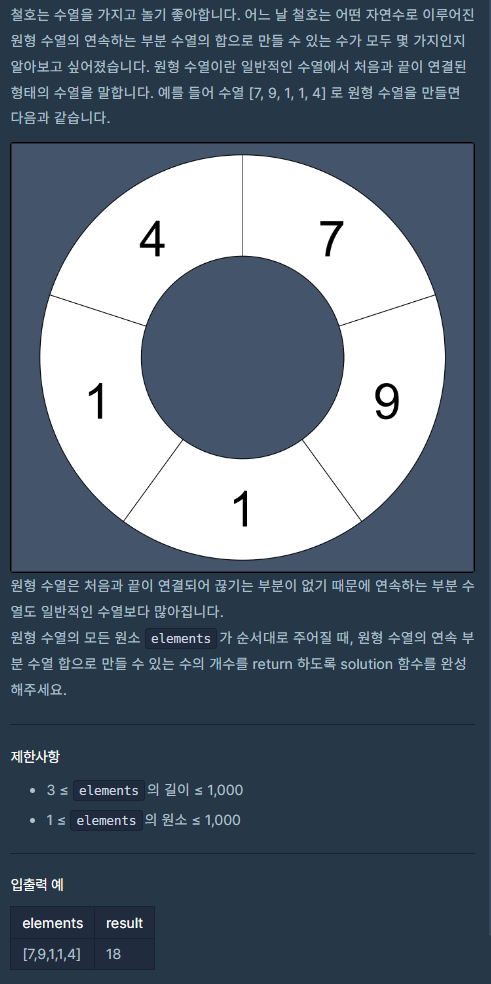 철호는 수열을 가지고 놀기 좋아합니다. 어느 날 철호는 어떤 자연수로 이루어진
원형 수열의 연속하는 부분 수열의 합으로 만들 수 있는 수가 모두 몇 가지인지
알아보고 싶어졌습니다. 원형 수열이란 일반적인 수열에서 처음과 끝이 연결된
형태의 수열을 말합니다. 예를 들어 수열 [7, 9, 1, 1, 4] 로 원형 수열을 만들면
다음과 같습니다.
4
7
1
9
1
원형 수열은 처음과 끝이 연결되어 끊기는 부분이 없기 때문에 연속하는 부분 수
열도 일반적인 수열보다 많아집니다.
원형 수열의 모든 원소 elements 가 순서대로 주어질 때, 원형 수열의 연속 부
분 수열 합으로 만들 수 있는 수의 개수를 return 하도록 solution 함수를 완성
해주세요.
제한사항
• 3 ≤ elements 의 길이 ≤ 1,000
• 1 ≤ elements 의 원소 ≤ 1,000
입출력 예
elements result
[7,9,1,1,4] 18